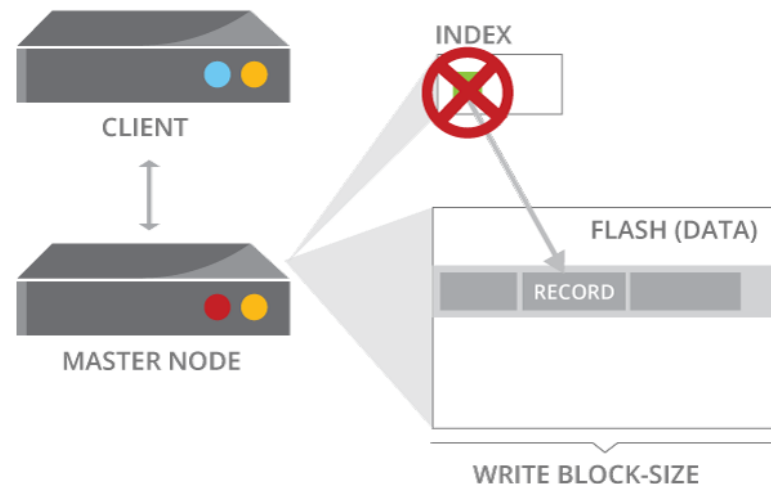 INDEX
CLIENT
FLASH (DATA)
RECORD
MASTER NODE
WRITE BLOCK-SIZE